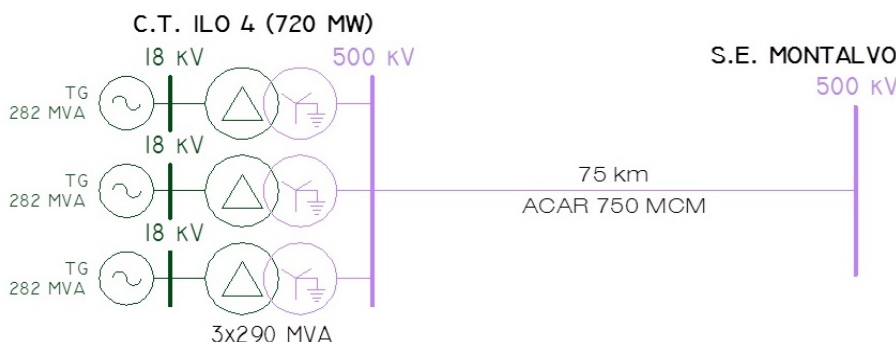 C.T. ILO 4 (720 MW)
18 KV
500 KV
S.E. MONTALVO
500 KV
TG
282 MVA
18 KV
TG
282 MVA
75 km
ACAR 750 MCM
18 KV
TG
282 MVA
3x290 MVA